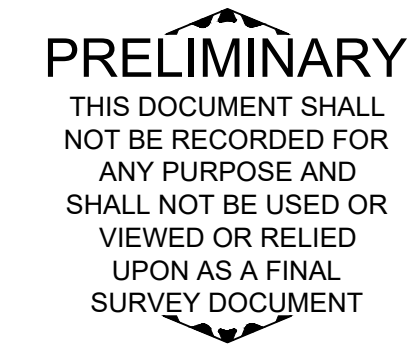 PRELIMINARY
THIS DOCUMENT SHALL
NOT BE RECORDED FOR
ANY PURPOSE AND
SHALL NOT BE USED OR
VIEWED OR RELIED
UPON AS A FINAL
SURVEY DOCUMENT